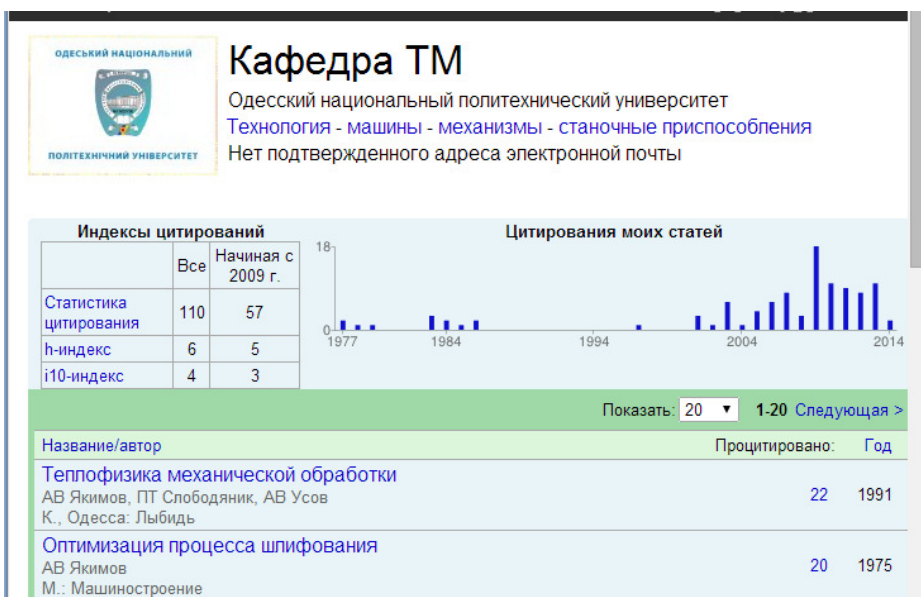 ОДЕСЬКИЙ НАЦІОНАЛЬНИЙ
ПОЛІТЕХНІЧНИЙ УНІВЕРСИТЕТ
Кафедра ТМ
Одесский национальный политехнический университет
Технология - машины - механизмы - станочные приспособления
Нет подтвержденного адреса электронной почты
Индексы цитирований
Все Начиная с 2009 г.
Статистика цитирования 110 57
h-индекс 6 5
i10-индекс 4 3
Цитирования моих статей
18
0
1977 1984 1994 2004 2014
Показать: 20 1-20 Следующая >
Название/автор Процитировано: Год
Теплофизика механической обработки
АВ Якимов, ПТ Слободяник, АВ Усов 22 1991
К., Одесса: Лыбидь
Оптимизация процесса шлифования
АВ Якимов 20 1975
М.: Машиностроение